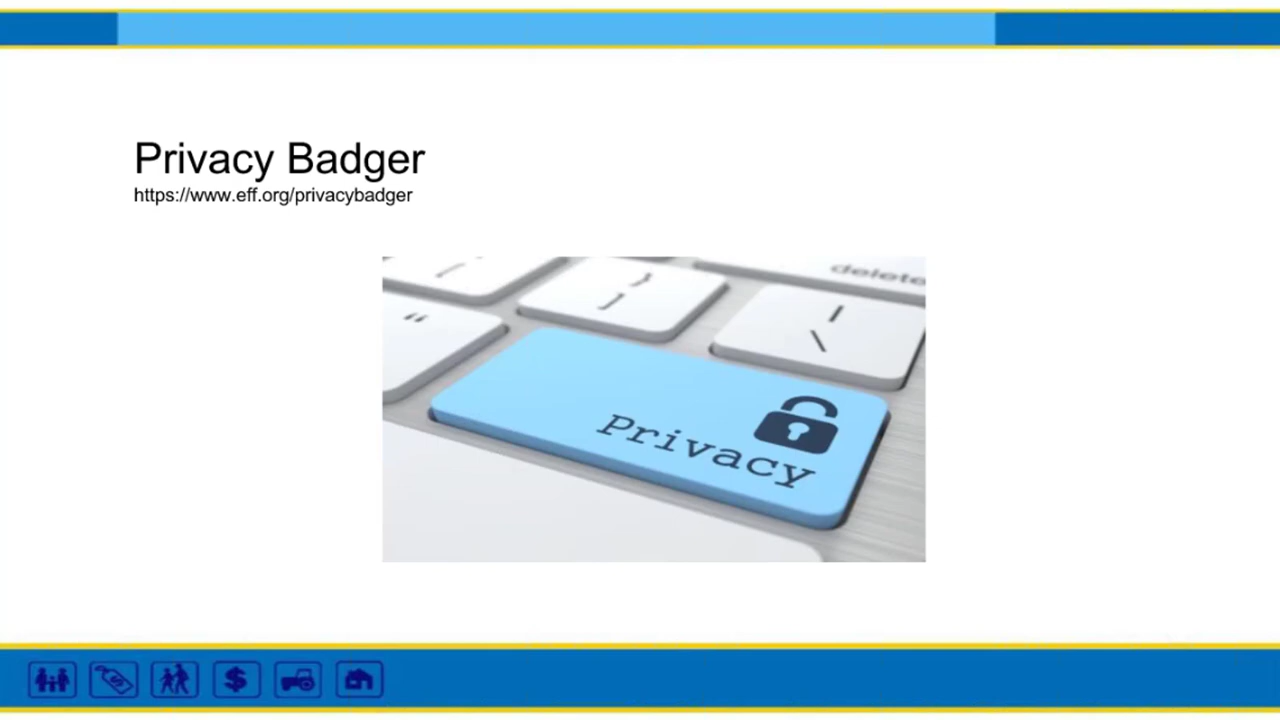 Privacy Badger
https://www.eff.org/privacybadger
delete
“
}
]
|
\
Privacy
$